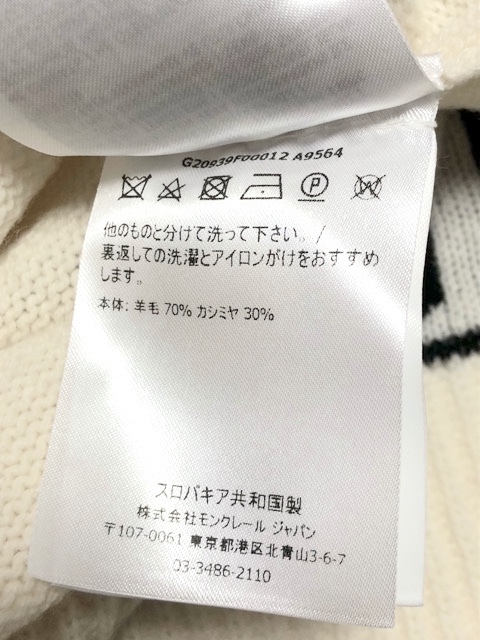 G20939F00012 A9564
他のものと分けて洗って下さい。/
裏返しての洗濯とアイロンがけをおすすめ
します。
本体: 羊毛 70% カシミヤ 30%
スロバキア共和国製
株式会社モンクレール ジャパン
〒107-0061 東京都港区北青山3-6-7
03-3486-2110